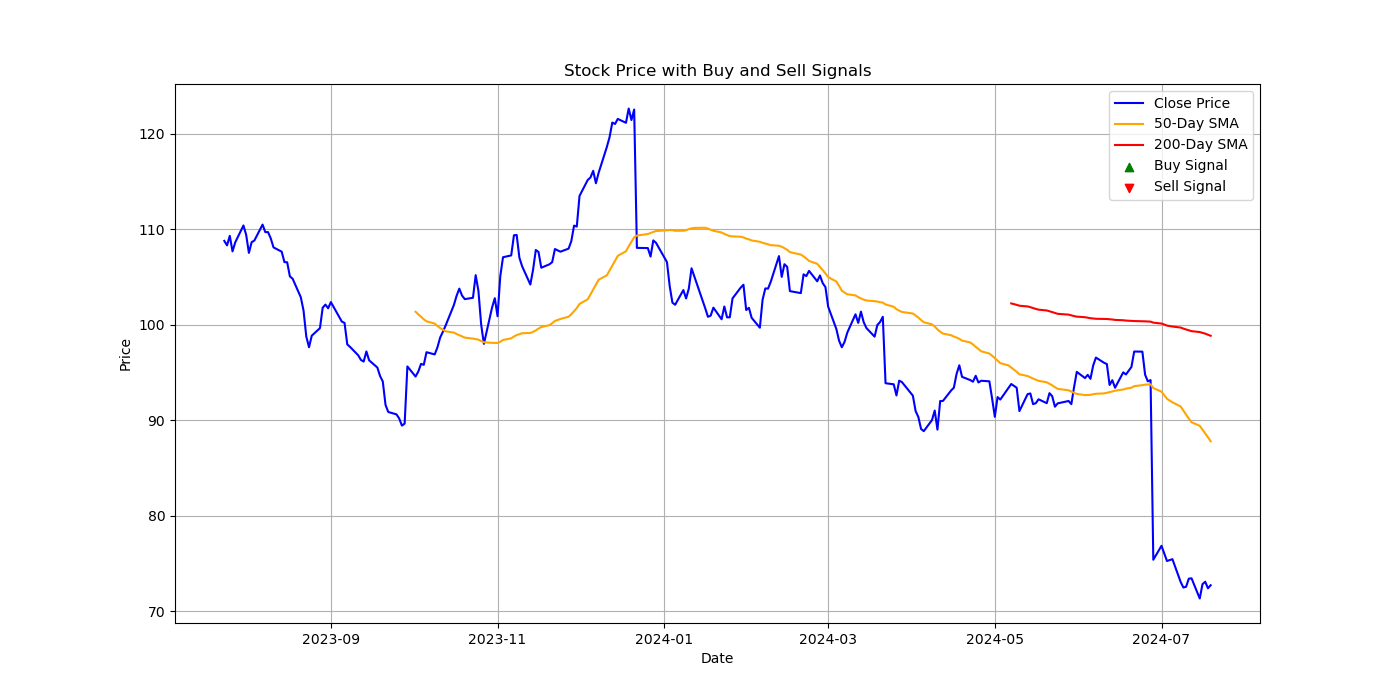 Stock Price with Buy and Sell Signals
Close Price
50-Day SMA
200-Day SMA
Buy Signal
Sell Signal
120
110
100
90
80
70
Price
2023-09 2023-11 2024-01 2024-03 2024-05 2024-07
Date